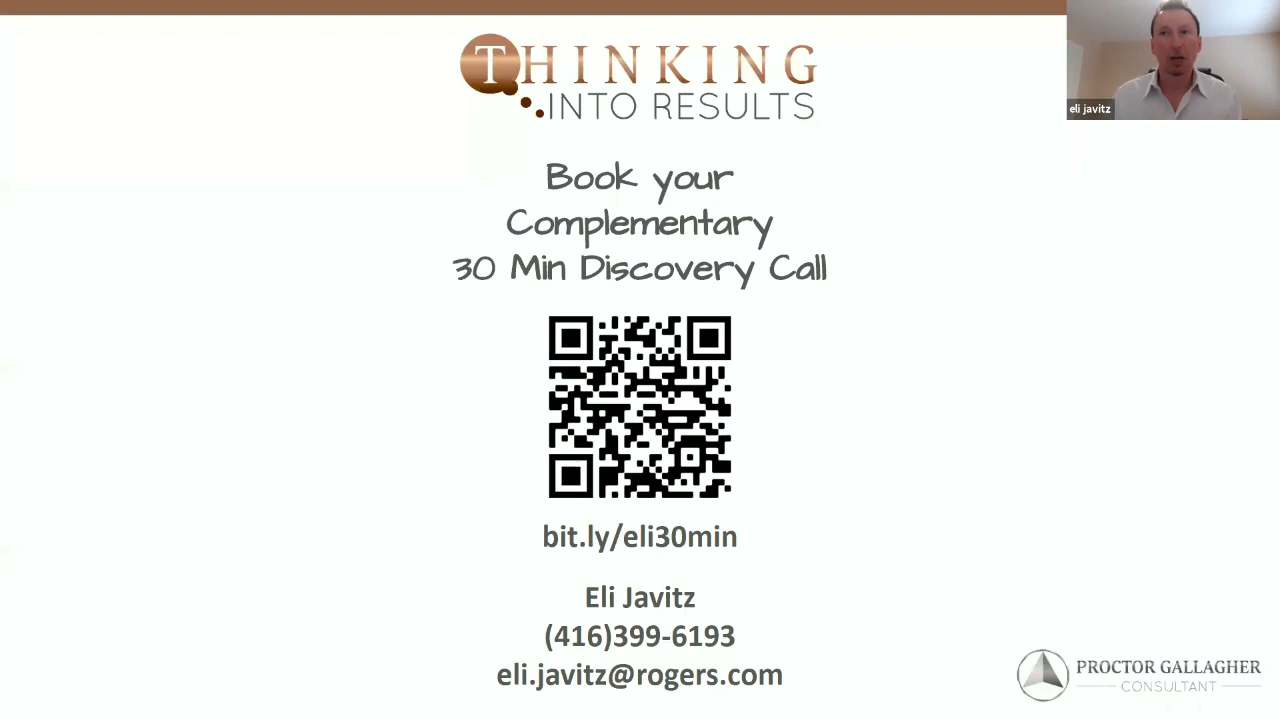 THINKING
INTO RESULTS
eli javitz
Book your
Complementary
30 Min Discovery Call
bit.ly/eli30min
Eli Javitz
(416)399-6193
eli.javitz@rogers.com
PROCTOR GALLAGHER
CONSULTANT